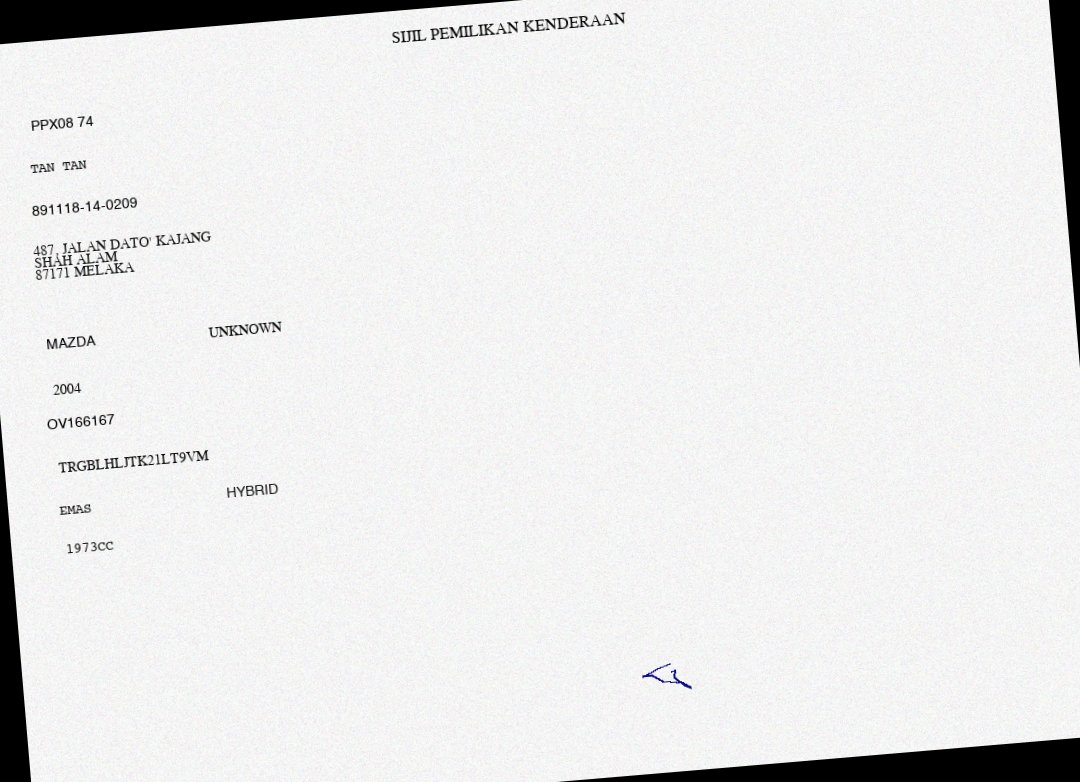 SIJIL PEMILIKAN KENDERAAN
PPX08 74
TAN TAN
891118-14-0209
487, JALAN DATO' KAJANG
SHAH ALAM
87171 MELAKA
MAZDA UNKNOWN
2004
OV166167
TRGBLHLJTK21LT9VM
EMAS HYBRID
1973CC